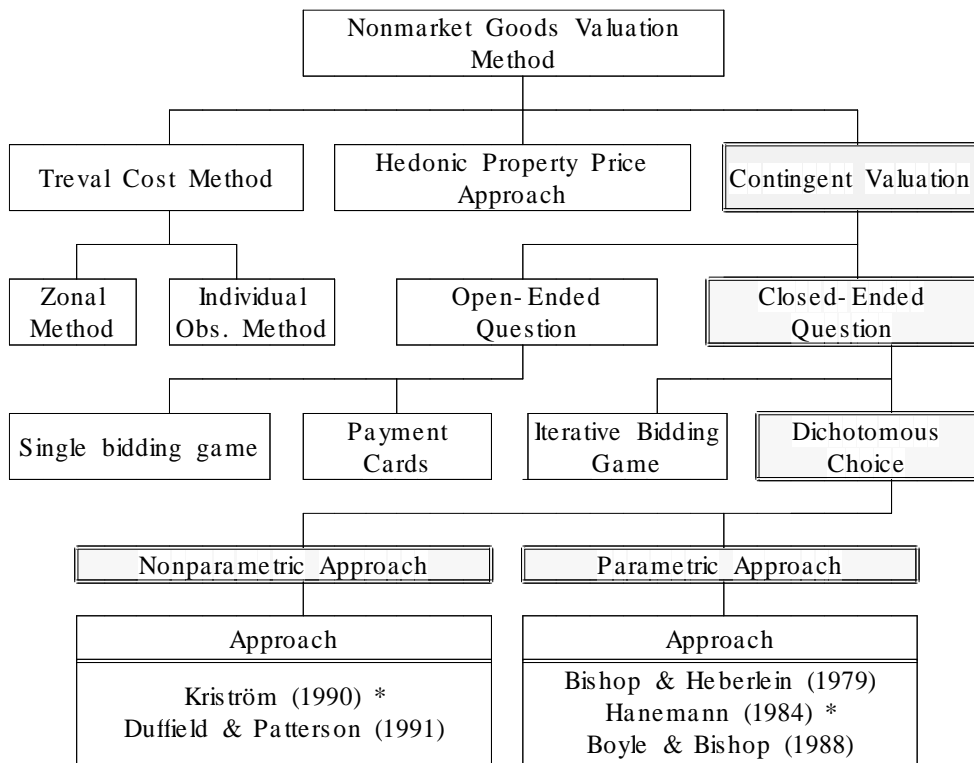 Nonmarket Goods Valuation
Method
Treval Cost Method
Hedonic Property Price
Approach
Contingent Valuation
Zonal
Method
Individual
Obs. Method
Open-Ended
Question
Closed-Ended
Question
Single bidding game
Payment
Cards
Iterative Bidding
Game
Dichotomous
Choice
Nonparametric Approach
Parametric Approach
Approach
Kriström (1990) *
Duffield & Patterson (1991)
Approach
Bishop & Heberlein (1979)
Hanemann (1984) *
Boyle & Bishop (1988)